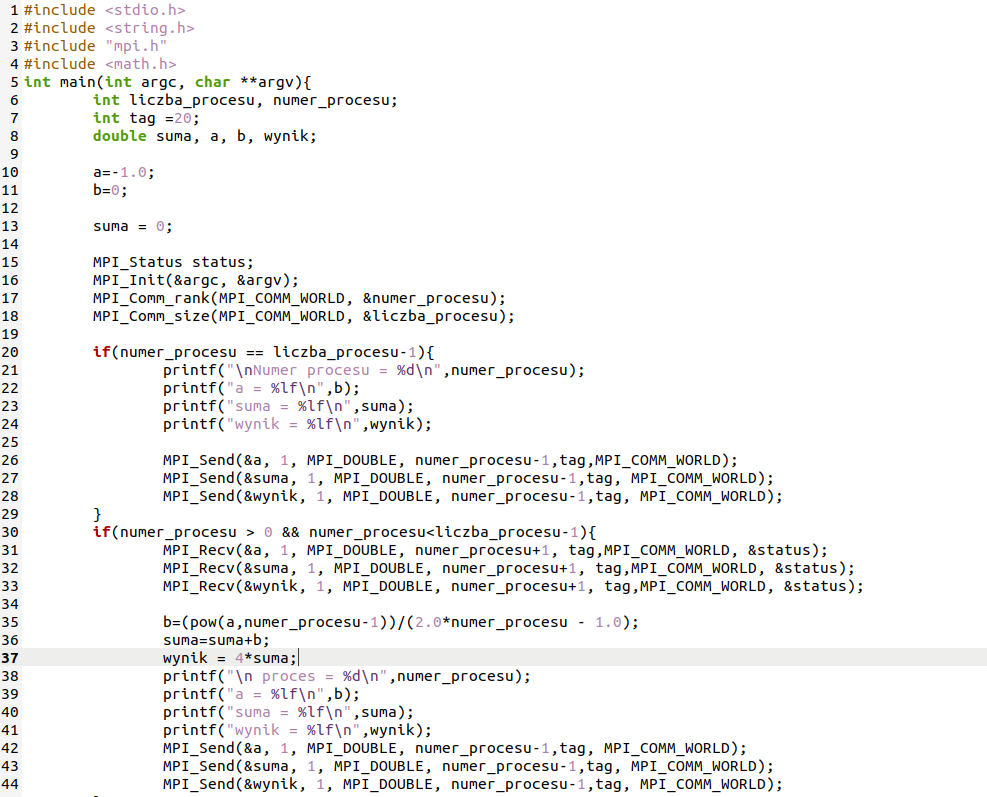 1 #include <stdio.h>
2 #include <string.h>
3 #include "mpi.h"
4 #include <math.h>
5 int main(int argc, char **argv){
6         int liczba_procesu, numer_procesu;
7         int tag =20;
8         double suma, a, b, wynik;
9
10         a=-1.0;
11         b=0;
12
13         suma = 0;
14
15         MPI_Status status;
16         MPI_Init(&argc, &argv);
17         MPI_Comm_rank(MPI_COMM_WORLD, &numer_procesu);
18         MPI_Comm_size(MPI_COMM_WORLD, &liczba_procesu);
19
20         if(numer_procesu == liczba_procesu-1){
21                 printf("\nNumer procesu = %d\n",numer_procesu);
22                 printf("a = %lf\n",b);
23                 printf("suma = %lf\n",suma);
24                 printf("wynik = %lf\n",wynik);
25
26                 MPI_Send(&a, 1, MPI_DOUBLE, numer_procesu-1,tag,MPI_COMM_WORLD);
27                 MPI_Send(&suma, 1, MPI_DOUBLE, numer_procesu-1,tag, MPI_COMM_WORLD);
28                 MPI_Send(&wynik, 1, MPI_DOUBLE, numer_procesu-1,tag, MPI_COMM_WORLD);
29         }
30         if(numer_procesu > 0 && numer_procesu<liczba_procesu-1){
31                 MPI_Recv(&a, 1, MPI_DOUBLE, numer_procesu+1, tag,MPI_COMM_WORLD, &status);
32                 MPI_Recv(&suma, 1, MPI_DOUBLE, numer_procesu+1, tag,MPI_COMM_WORLD, &status);
33                 MPI_Recv(&wynik, 1, MPI_DOUBLE, numer_procesu+1, tag,MPI_COMM_WORLD, &status);
34
35                 b=(pow(a,numer_procesu-1))/(2.0*numer_procesu - 1.0);
36                 suma=suma+b;
37                 wynik = 4*suma;
38                 printf("\n proces = %d\n",numer_procesu);
39                 printf("a = %lf\n",b);
40                 printf("suma = %lf\n",suma);
41                 printf("wynik = %lf\n",wynik);
42                 MPI_Send(&a, 1, MPI_DOUBLE, numer_procesu-1,tag, MPI_COMM_WORLD);
43                 MPI_Send(&suma, 1, MPI_DOUBLE, numer_procesu-1,tag, MPI_COMM_WORLD);
44                 MPI_Send(&wynik, 1, MPI_DOUBLE, numer_procesu-1,tag, MPI_COMM_WORLD);